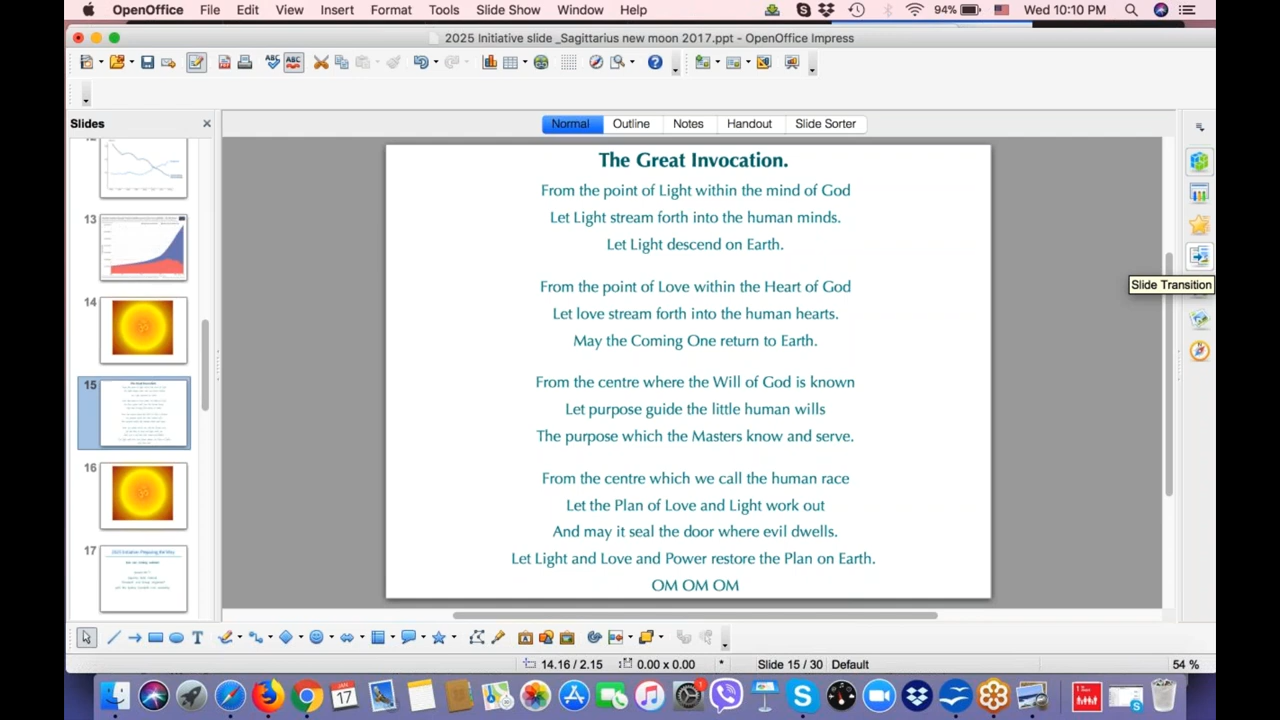 OpenOffice File Edit View Insert Format Tools Slide Show Window Help 94% Wed 10:10 PM
2025 Initiative slide _Sagittarius new moon 2017.ppt - OpenOffice Impress
Slides
Normal Outline Notes Handout Slide Sorter
13
14
15
16
17
2025 Initiative: Preparing the Way
The Great Invocation.
From the point of Light within the mind of God
Let Light stream forth into the human minds.
Let Light descend on Earth.
From the point of Love within the Heart of God
Let love stream forth into the human hearts.
May the Coming One return to Earth.
From the centre where the Will of God is known
Let purpose guide the little human wills
The purpose which the Masters know and serve.
From the centre which we call the human race
Let the Plan of Love and Light work out
And may it seal the door where evil dwells.
Let Light and Love and Power restore the Plan on Earth.
OM OM OM
Slide Transition
14.16 / 2.15 0.00 x 0.00 * Slide 15 / 30 Default 54 %
JAN
17
1